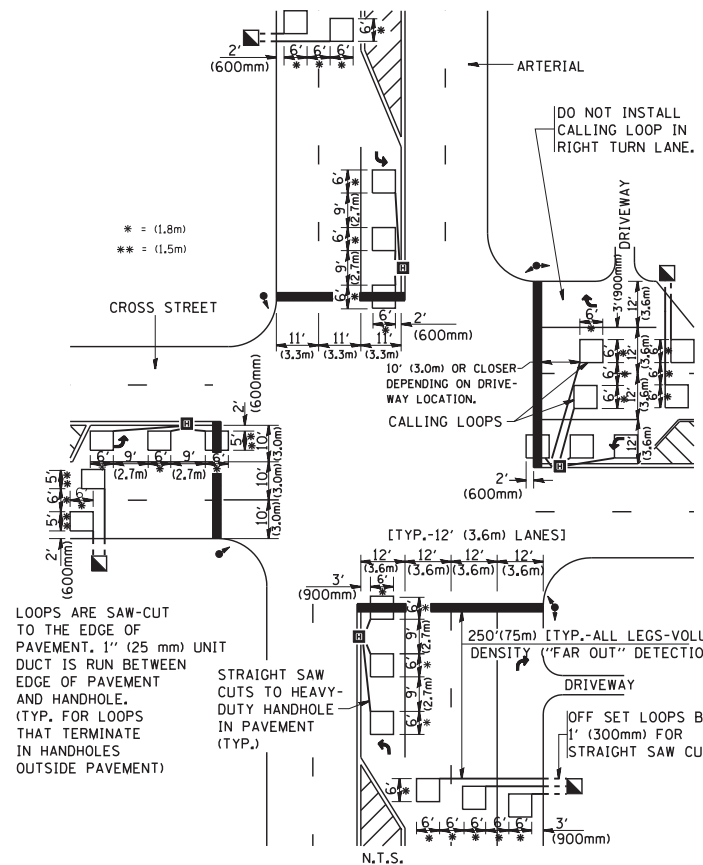 6'
*
6' 6' 6'
* * *
2'
(600mm)
ARTERIAL
DO NOT INSTALL
CALLING LOOP IN
RIGHT TURN LANE.
DRIVEWAY
* = (1.8m)
** = (1.5m)
6'
*
9'
(2.7m)
6'
*
9'
(2.7m)
6'
*
H
6'
*
2'
(600mm)
11' 11' 11'
(3.3m) (3.3m) (3.3m)
CROSS STREET
3'(900mm)
12'
(3.6m)
6'
*
6'
*
6'
*
6'
*
12'
(3.6m)
12'
(3.6m)
6'
*
6'
*
6'
*
10' (3.0m) OR CLOSER
DEPENDING ON DRIVE-
WAY LOCATION.
CALLING LOOPS
H
2'
(600mm)
2'
(600mm)
H
5'
**
10'
(3.0m)
10'
(3.0m)
10'
(3.0m)
6' 9' 6' 9' 6'
* (2.7m) * (2.7m) *
5'
**
6'
*
6'
*
5'
**
2'
(600mm)
[TYP.-12' (3.6m) LANES]
12' 12' 12' 12'
(3.6m) (3.6m) (3.6m) (3.6m)
3'
(900mm)
6'
*
6'
*
9'
(2.7m)
6'
*
9'
(2.7m)
6'
*
H
LOOPS ARE SAW-CUT
TO THE EDGE OF
PAVEMENT. 1" (25 mm) UNIT
DUCT IS RUN BETWEEN
EDGE OF PAVEMENT
AND HANDHOLE.
(TYP. FOR LOOPS
THAT TERMINATE
IN HANDHOLES
OUTSIDE PAVEMENT)
STRAIGHT SAW
CUTS TO HEAVY-
DUTY HANDHOLE
IN PAVEMENT
(TYP.)
250'(75m) [TYP.-ALL LEGS-VOLU
DENSITY ("FAR OUT" DETECTIO
DRIVEWAY
OFF SET LOOPS B
1' (300mm) FOR
STRAIGHT SAW CU
6'
*
6' 6' 6' 6' 6'
* * * * *
3'
(900mm)
N.T.S.